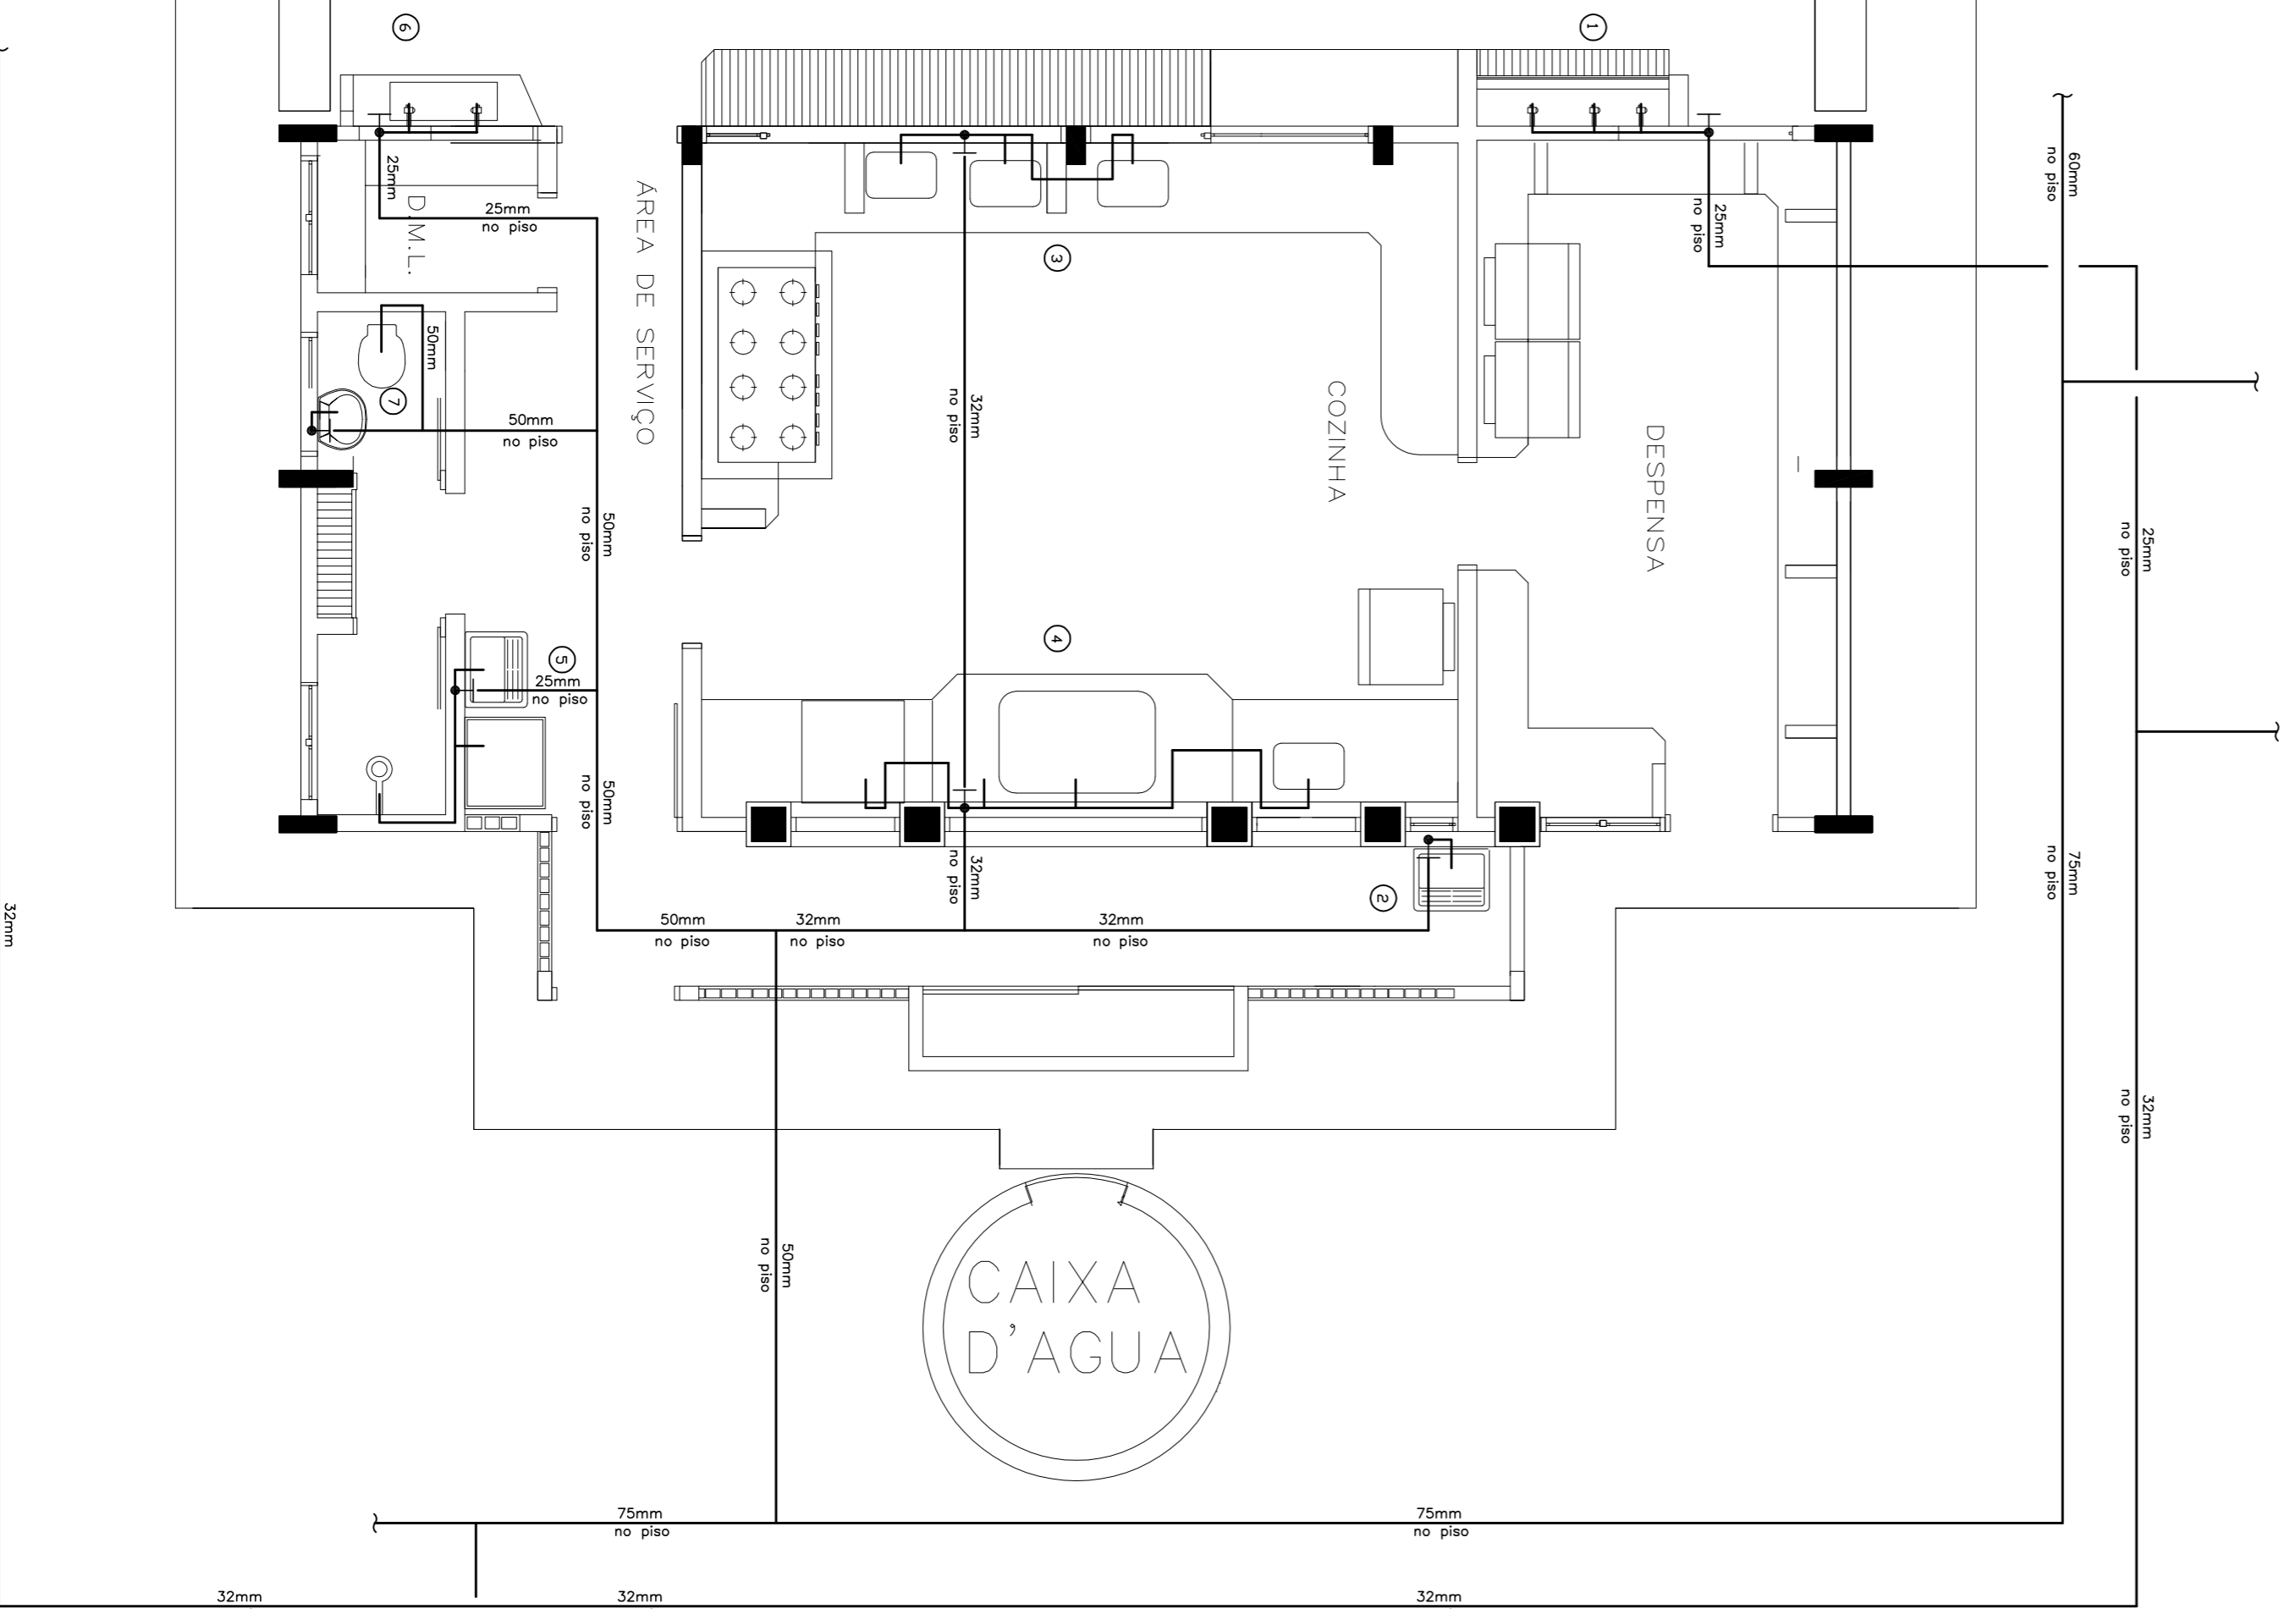 6
1
25mm
25mm
no piso
D.M.L.
ÁREA DE SERVIÇO
3
25mm
no piso
60mm
no piso
50mm
7
50mm
no piso
32mm
no piso
COZINHA
DESPENSA
50mm
no piso
25mm
no piso
4
5
25mm
no piso
50mm
no piso
32mm
no piso
2
75mm
no piso
32mm
50mm
no piso
32mm
no piso
32mm
no piso
32mm
no piso
50mm
no piso
CAIXA
D'AGUA
75mm
no piso
75mm
no piso
32mm
32mm
32mm